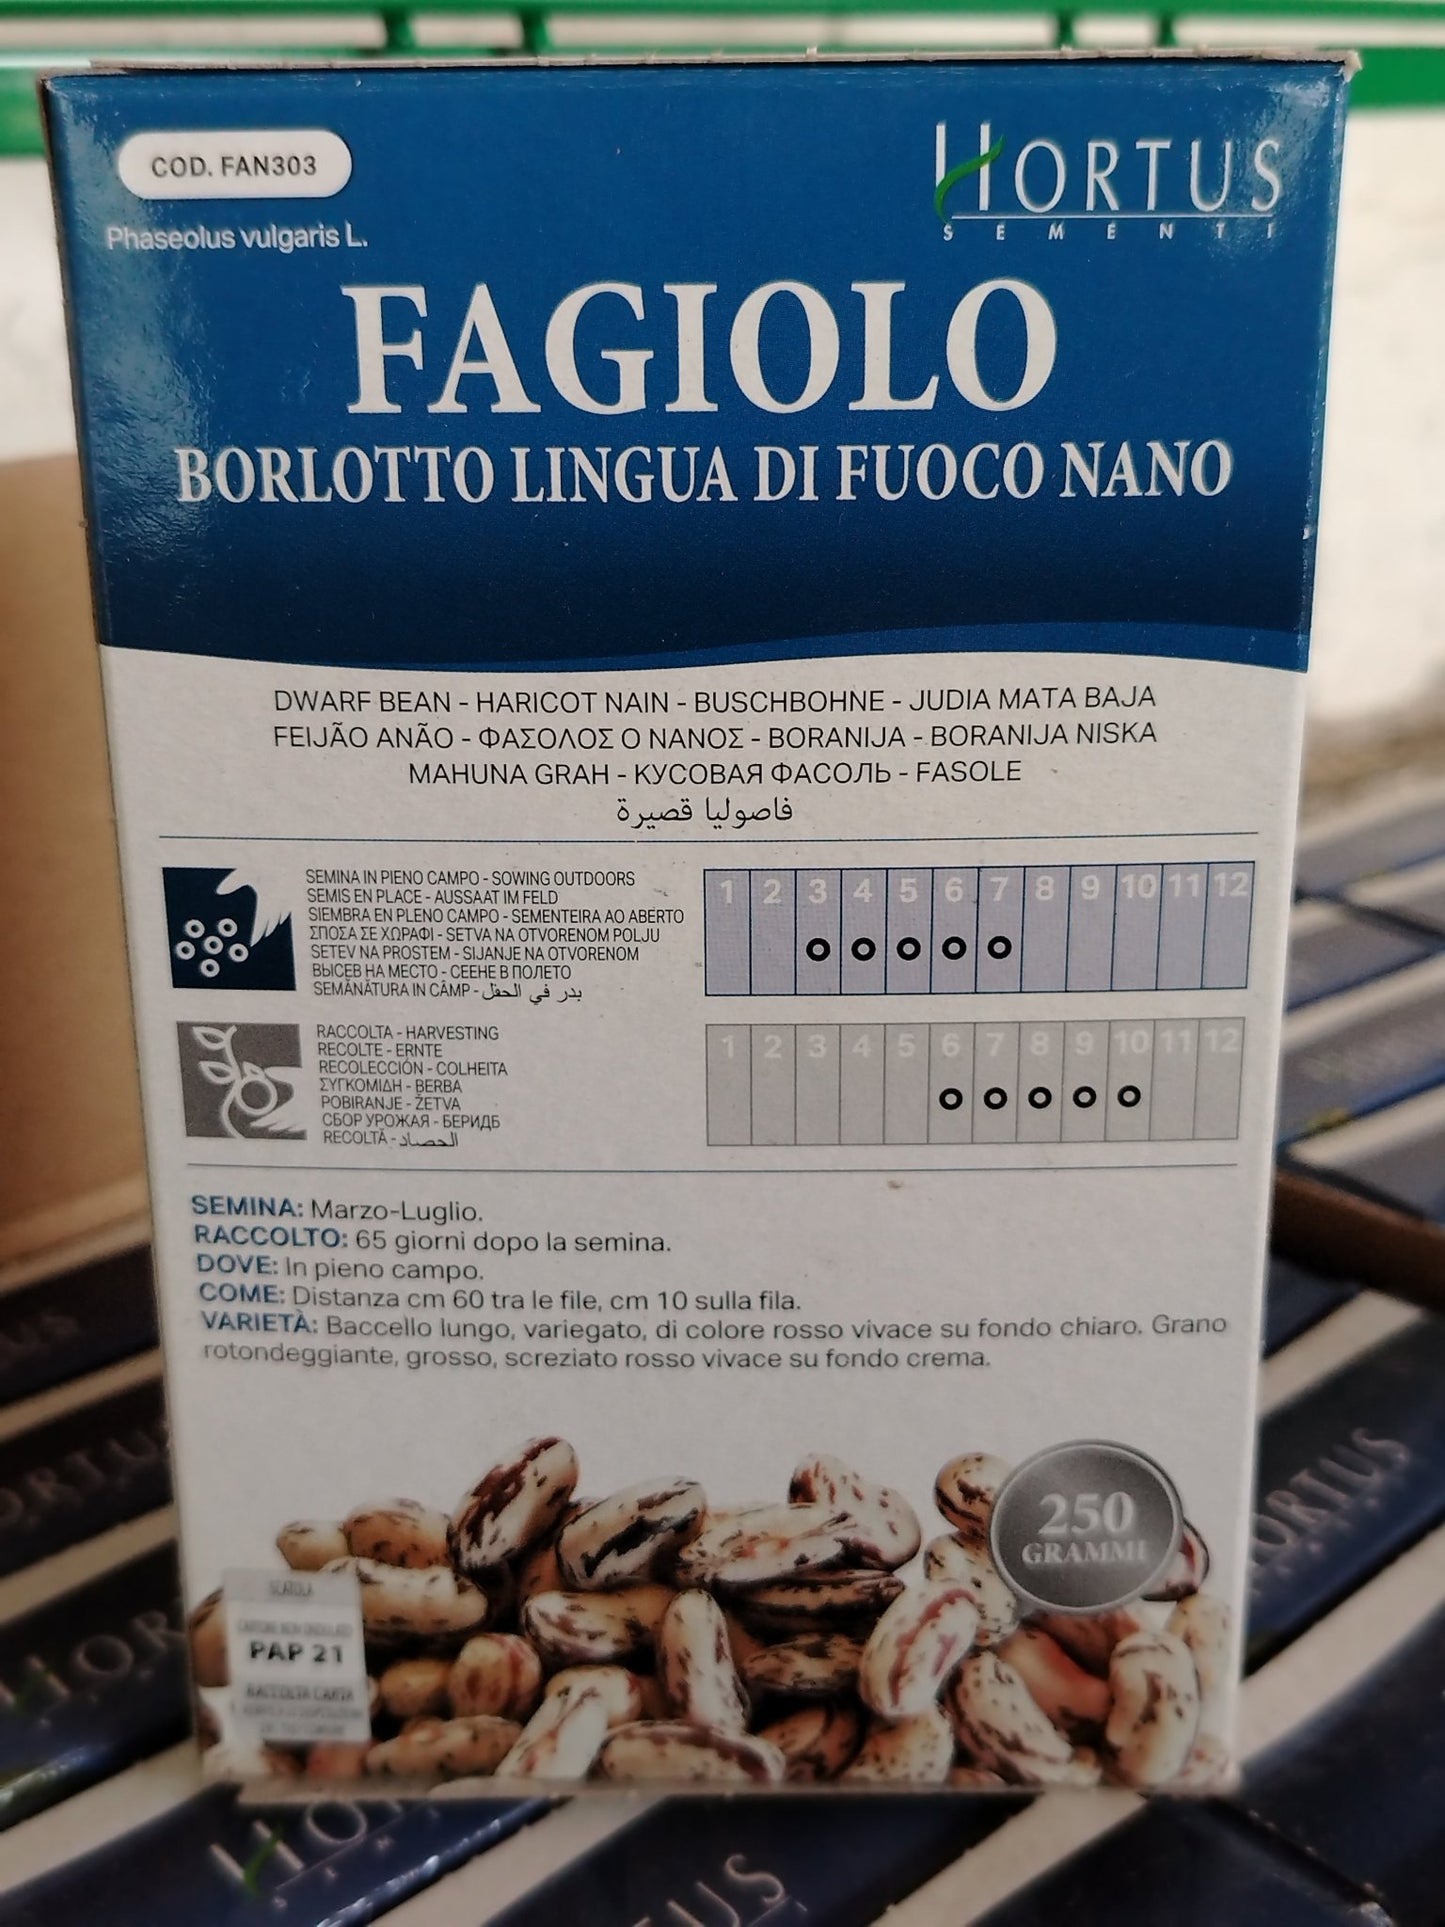 COD. FAN303
HORTUS
SEMENTI
Phaseolus vulgaris L.
FAGIOLO
BORLOTTO LINGUA DI FUOCO NANO
DWARF BEAN - HARICOT NAIN - BUSCHBOHNE - JUDIA MATA BAJA
FEIJÃO ANÃO - ΦΑΣΟΛΟΣ Ο ΝΑΝΟΣ - BORANIJA - BORANIJA NISKA
MAHUNA GRAH - КУСОВАЯ ФАСОЛЬ - FASOLE
فاصوليا قصيرة
SEMINA IN PIENO CAMPO - SOWING OUTDOORS
SEMIS EN PLACE - AUSSAAT IM FELD
SIEMBRA EN PLENO CAMPO - SEMENTEIRA AO ABERTO
ΣΠΟΣΑ ΣΕ ΧΩΡΑΦΙ - SETVA NA OTVORENOM POLJU
SETEV NA PROSTEM - SIJANJE NA OTVORENOM
ВЫСЕВ НА МЕСТО - СЕЕНЕ В ПОЛЕТО
SEMĂNĂTURA IN CÂMP - بدر في الحقل
1 2 3 4 5 6 7 8 9 10 11 12
RACCOLTA - HARVESTING
RECOLTE - ERNTE
RECOLECCIÓN - COLHEITA
ΣΥΓΚΟΜΙΔΗ - BERBA
POBIRANJE - ŽETVA
СБОР УРОЖАЯ - БЕРИДБ
RECOLTĂ - الحصاد
1 2 3 4 5 6 7 8 9 10 11 12
SEMINA: Marzo-Luglio.
RACCOLTO: 65 giorni dopo la semina.
DOVE: In pieno campo.
COME: Distanza cm 60 tra le file, cm 10 sulla fila.
VARIETÀ: Baccello lungo, variegato, di colore rosso vivace su fondo chiaro. Grano
rotondeggiante, grosso, screziato rosso vivace su fondo crema.
250
GRAMMI
SCATOLA
PAP 21
RACCOLTA CARTA
HORTUS